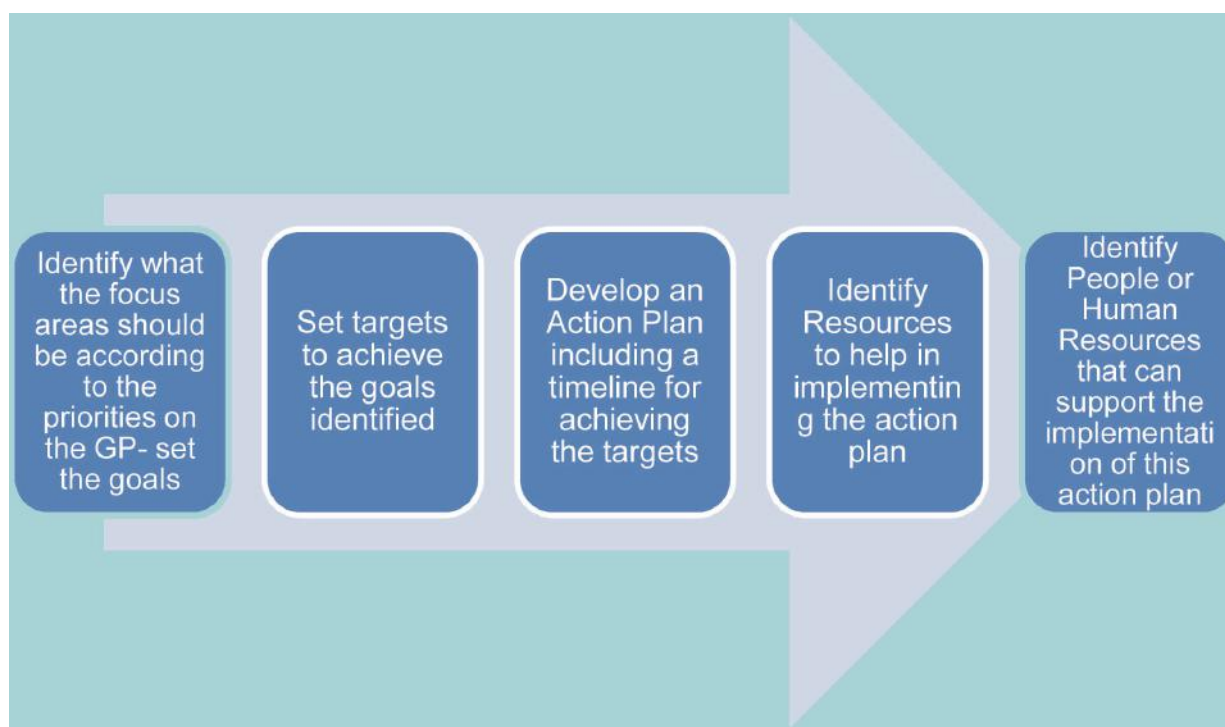 Identify what
the focus
areas should
be according
to the
priorities on
the GP- set
the goals
Set targets
to achieve
the goals
identified
Develop an
Action Plan
including a
timeline for
achieving
the targets
Identify
Resources
to help in
implementin
g the action
plan
Identify
People or
Human
Resources
that can
support the
implementati
on of this
action plan